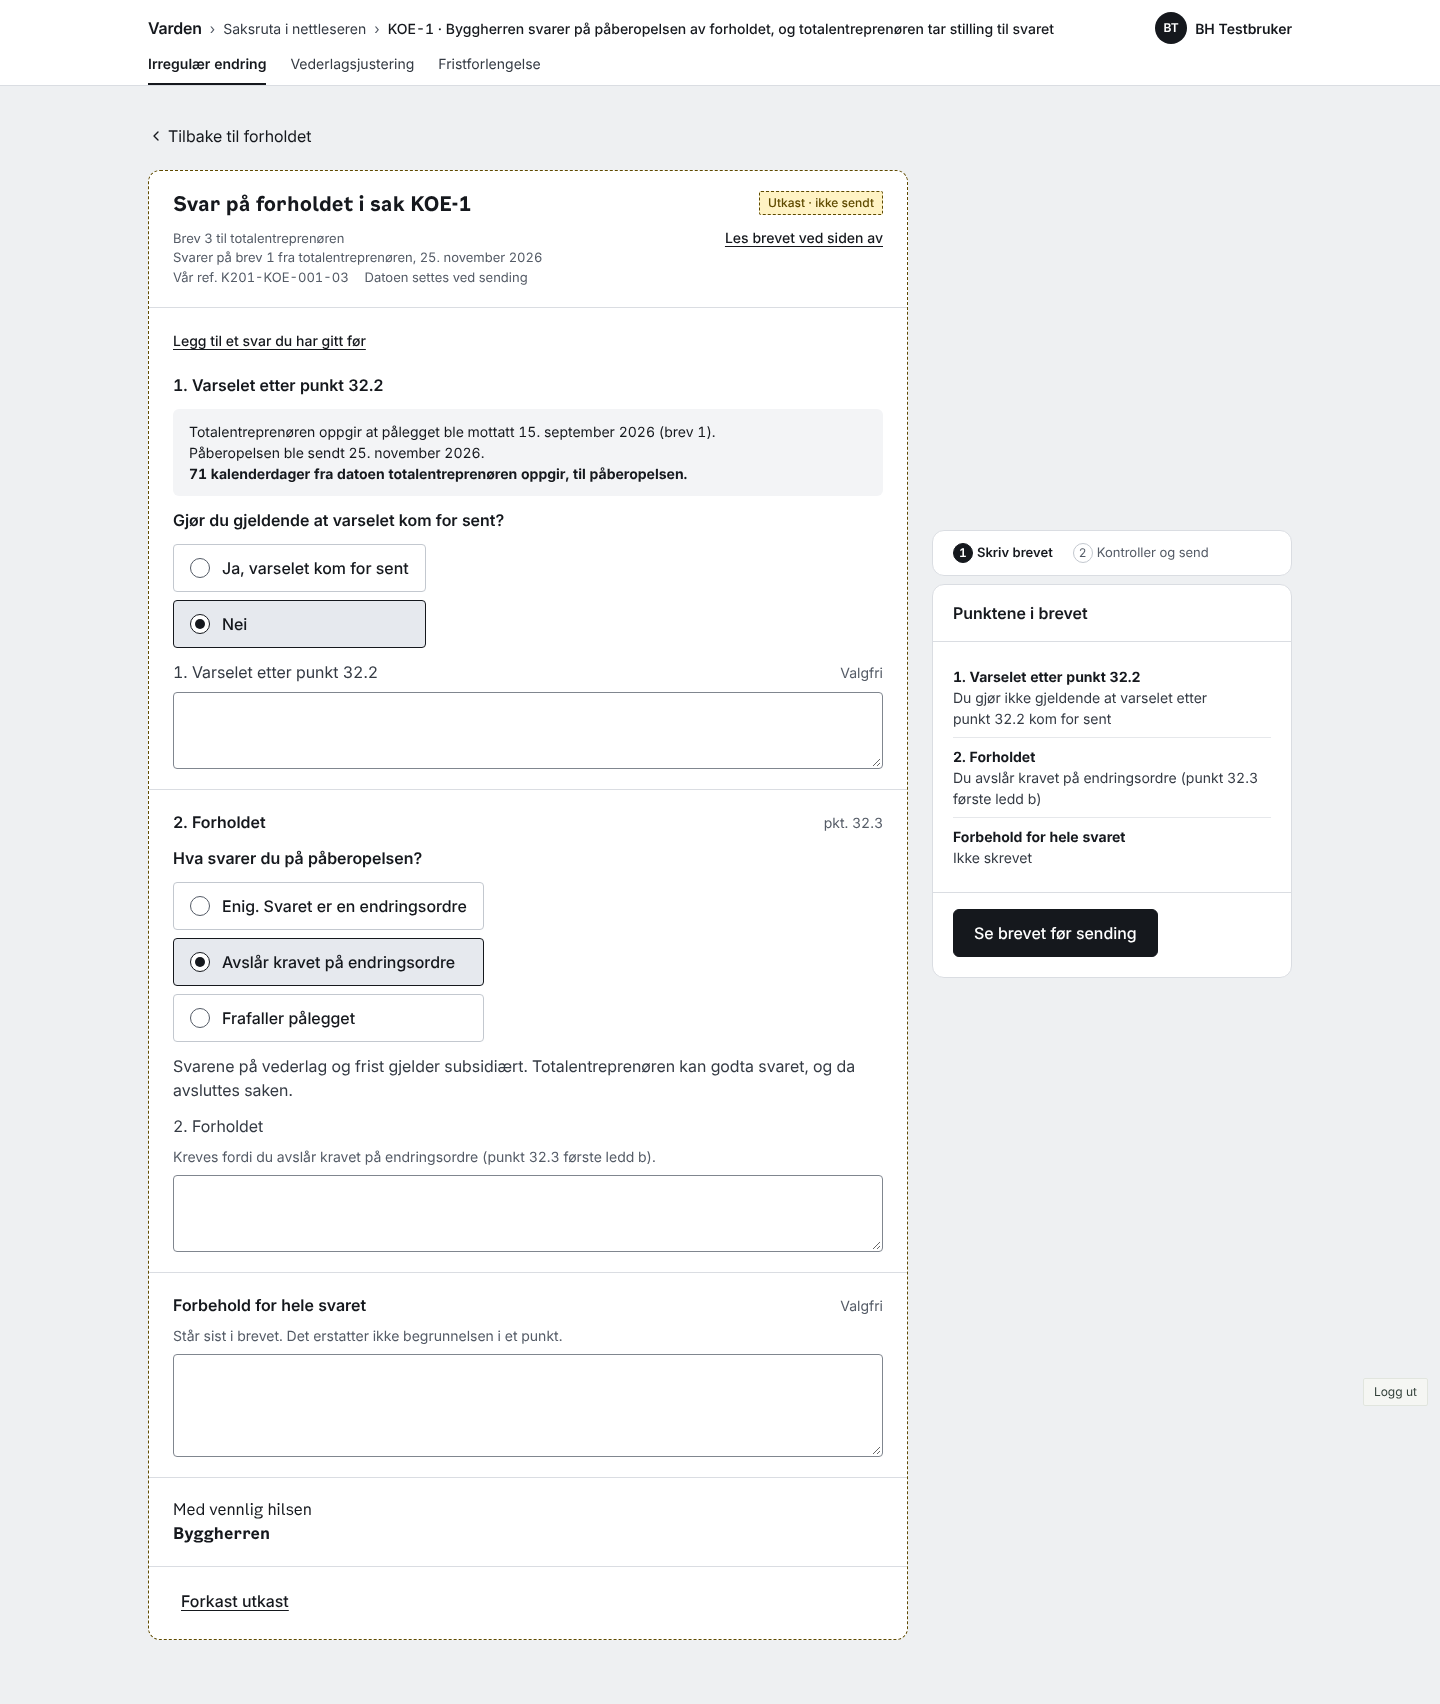 Varden › Saksruta i nettleseren › KOE-1 · Byggherren svarer på påberopelsen av forholdet, og totalentreprenøren tar stilling til svaret
BT BH Testbruker
Irregulær endring Vederlagsjustering Fristforlengelse
Tilbake til forholdet
Svar på forholdet i sak KOE-1
Utkast · ikke sendt
Brev 3 til totalentreprenøren
Les brevet ved siden av
Svarer på brev 1 fra totalentreprenøren, 25. november 2026
Vår ref. K201-KOE-001-03 Datoen settes ved sending
Legg til et svar du har gitt før
1. Varselet etter punkt 32.2
Totalentreprenøren oppgir at pålegget ble mottatt 15. september 2026 (brev 1).
Påberopelsen ble sendt 25. november 2026.
71 kalenderdager fra datoen totalentreprenøren oppgir, til påberopelsen.
Gjør du gjeldende at varselet kom for sent?
Ja, varselet kom for sent
Nei
1. Varselet etter punkt 32.2
Valgfri
2. Forholdet
pkt. 32.3
Hva svarer du på påberopelsen?
Enig. Svaret er en endringsordre
Avslår kravet på endringsordre
Frafaller pålegget
Svarene på vederlag og frist gjelder subsidiært. Totalentreprenøren kan godta svaret, og da
avsluttes saken.
2. Forholdet
Kreves fordi du avslår kravet på endringsordre (punkt 32.3 første ledd b).
Forbehold for hele svaret
Valgfri
Står sist i brevet. Det erstatter ikke begrunnelsen i et punkt.
Med vennlig hilsen
Byggherren
Forkast utkast
1 Skriv brevet 2 Kontroller og send
Punktene i brevet
1. Varselet etter punkt 32.2
Du gjør ikke gjeldende at varselet etter
punkt 32.2 kom for sent
2. Forholdet
Du avslår kravet på endringsordre (punkt 32.3
første ledd b)
Forbehold for hele svaret
Ikke skrevet
Se brevet før sending
Logg ut